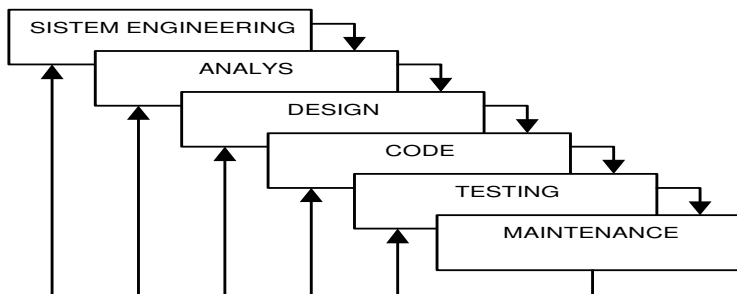 SISTEM ENGINEERING
ANALYS
DESIGN
CODE
TESTING
MAINTENANCE